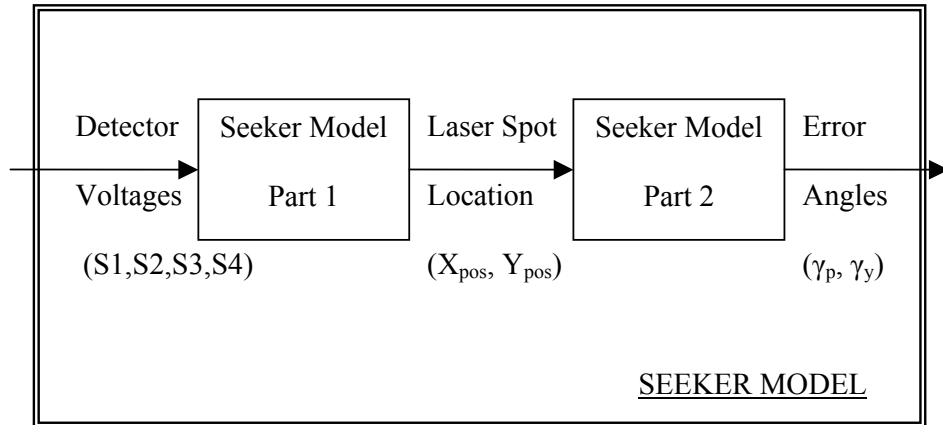 Detector
Voltages
(S1,S2,S3,S4)
Seeker Model
Part 1
Laser Spot
Location
(Xpos, Ypos)
Seeker Model
Part 2
Error
Angles
(γp, γy)
SEEKER MODEL